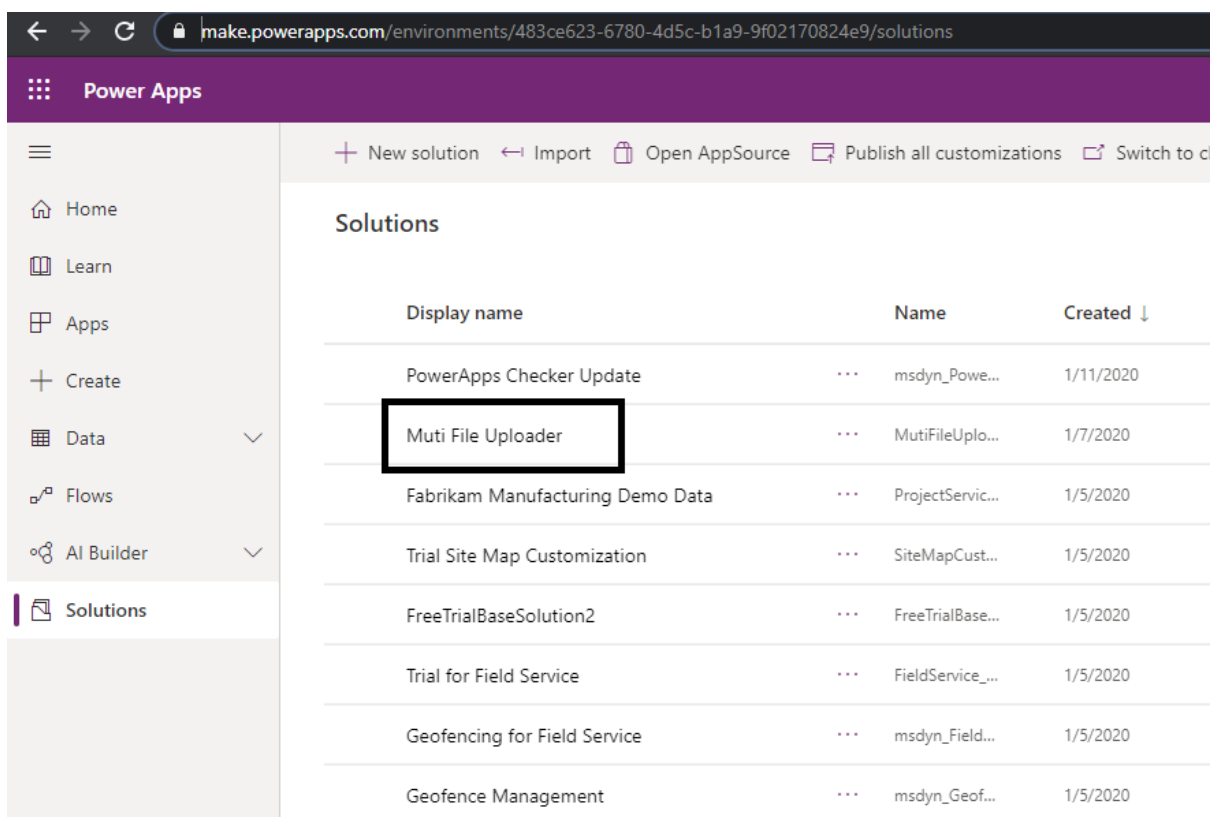 make.powerapps.com/environments/483ce623-6780-4d5c-b1a9-9f02170824e9/solutions
Power Apps
New solution Import Open AppSource Publish all customizations Switch to cl
Home
Learn
Apps
Create
Data
Flows
AI Builder
Solutions
Solutions
Display name Name Created ↓
PowerApps Checker Update ... msdyn_Powe... 1/11/2020
Muti File Uploader ... MutiFileUplo... 1/7/2020
Fabrikam Manufacturing Demo Data ... ProjectServic... 1/5/2020
Trial Site Map Customization ... SiteMapCust... 1/5/2020
FreeTrialBaseSolution2 ... FreeTrialBase... 1/5/2020
Trial for Field Service ... FieldService_... 1/5/2020
Geofencing for Field Service ... msdyn_Field... 1/5/2020
Geofence Management ... msdyn_Geof... 1/5/2020